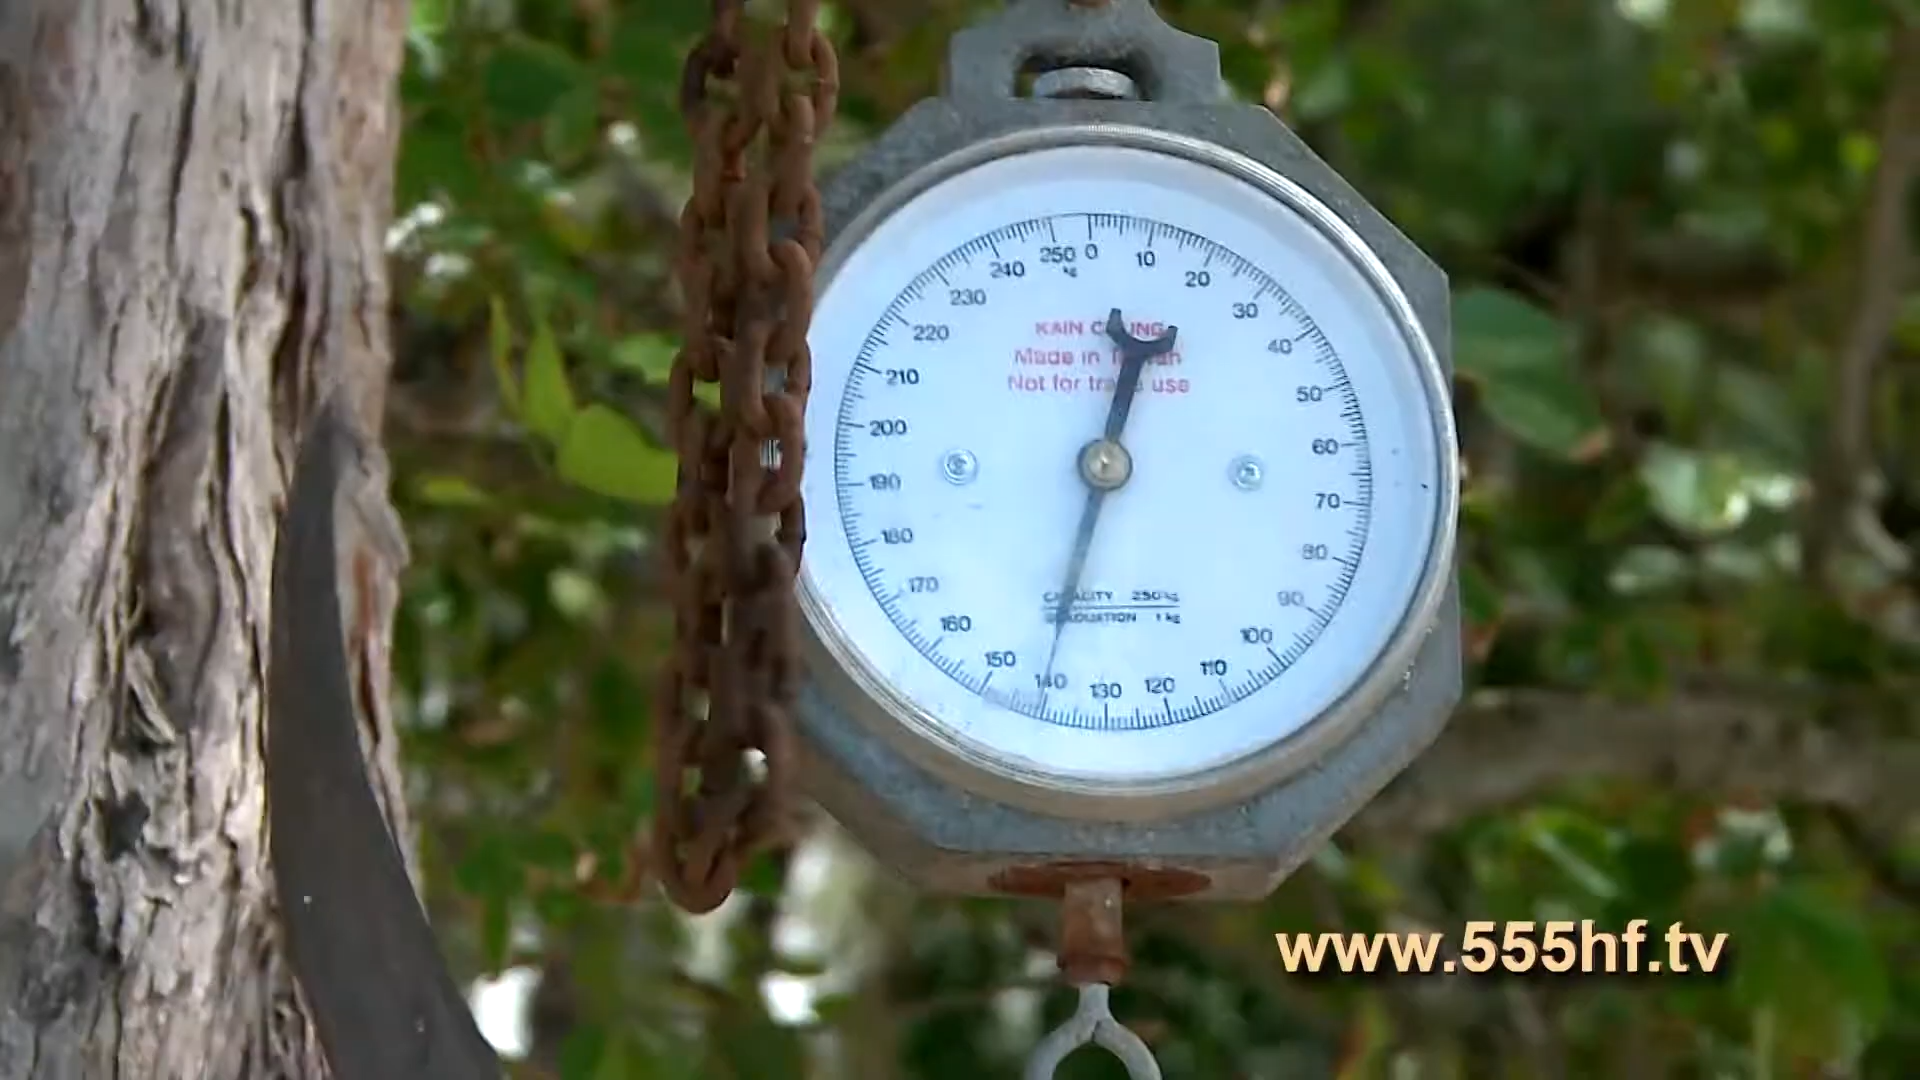 250 0 10
kg
240 20
230 30
220 40
KAIN
Made in
Not for use
210 50
200 60
190 70
180 80
170 90
CAPACITY 250 kg
GRADUATION 1 kg
160 100
150 110
140 130 120
www.555hf.tv